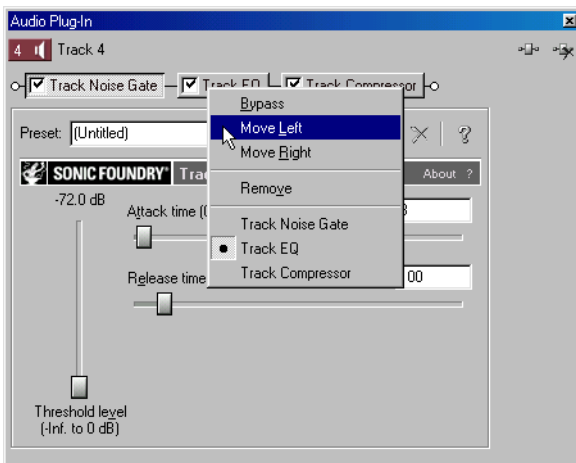 Audio Plug-In
4 Track 4
Track Noise Gate Track EQ Track Compressor
Bypass
Move Left
Move Right
Remove
Track Noise Gate
Track EQ
Track Compressor
Preset: (Untitled)
SONIC FOUNDRY About ?
-72.0 dB
Attack time
Release time 00
Threshold level
(-Inf. to 0 dB)